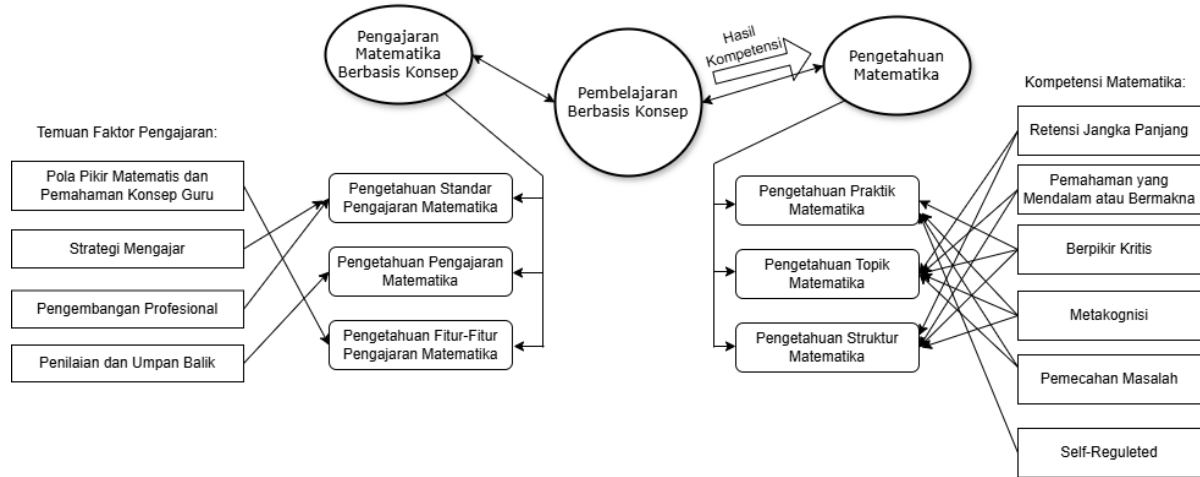 Pengajaran
Matematika
Berbasis Konsep
Pembelajaran
Berbasis Konsep
Hasil
Kompetensi
Pengetahuan
Matematika
Temuan Faktor Pengajaran:
Pola Pikir Matematis dan
Pemahaman Konsep Guru
Strategi Mengajar
Pengembangan Profesional
Penilaian dan Umpan Balik
Pengetahuan Standar
Pengajaran Matematika
Pengetahuan Pengajaran
Matematika
Pengetahuan Fitur-Fitur
Pengajaran Matematika
Pengetahuan Praktik
Matematika
Pengetahuan Topik
Matematika
Pengetahuan Struktur
Matematika
Kompetensi Matematika:
Retensi Jangka Panjang
Pemahaman yang
Mendalam atau Bermakna
Berpikir Kritis
Metakognisi
Pemecahan Masalah
Self-Reguleted